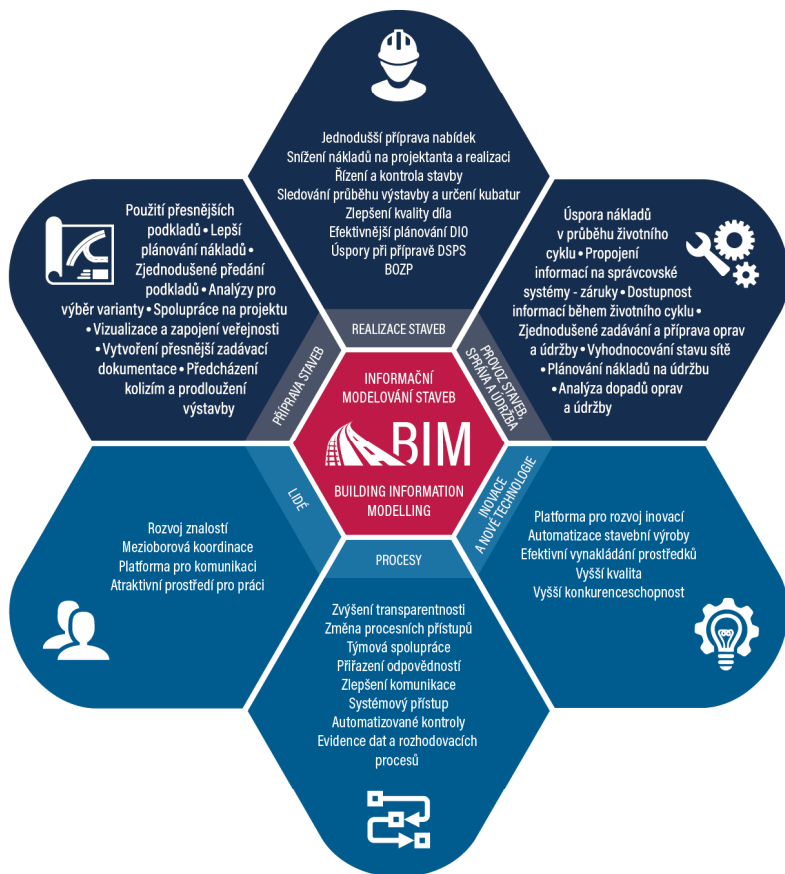 Jednodušší příprava nabídek
Snížení nákladů na projektanta a realizaci
Řízení a kontrola stavby
Sledování průběhu výstavby a určení kubatur
Zlepšení kvality díla
Efektivnější plánování DIO
Úspory při přípravě DSPS
BOZP
REALIZACE STAVEB
Použití přesnějších
podkladů • Lepší
plánování nákladů •
Zjednodušené předání
podkladů • Analýzy pro
výběr varianty • Spolupráce na projektu
• Vizualizace a zapojení veřejnosti
• Vytvoření přesnější zadávací
dokumentace • Předcházení
kolizím a prodloužení
výstavby
PŘÍPRAVA STAVEB
Úspora nákladů
v průběhu životního
cyklu • Propojení
informací na správcovské
systémy - záruky • Dostupnost
informací během životního cyklu •
Zjednodušené zadávání a příprava oprav
a údržby • Vyhodnocování stavu sítě
• Plánování nákladů na údržbu
• Analýza dopadů oprav
a údržby
PROVOZ STAVEB,
SPRÁVA A ÚDRŽBA
INFORMAČNÍ
MODELOVÁNÍ STAVEB
BIM
BUILDING INFORMATION
MODELLING
LIDÉ
Rozvoj znalostí
Mezioborová koordinace
Platforma pro komunikaci
Atraktivní prostředí pro práci
INOVACE
A NOVÉ TECHNOLOGIE
Platforma pro rozvoj inovací
Automatizace stavební výroby
Efektivní vynakládání prostředků
Vyšší kvalita
Vyšší konkurenceschopnost
PROCESY
Zvýšení transparentnosti
Změna procesních přístupů
Týmová spolupráce
Přiřazení odpovědností
Zlepšení komunikace
Systémový přístup
Automatizované kontroly
Evidence dat a rozhodovacích
procesů